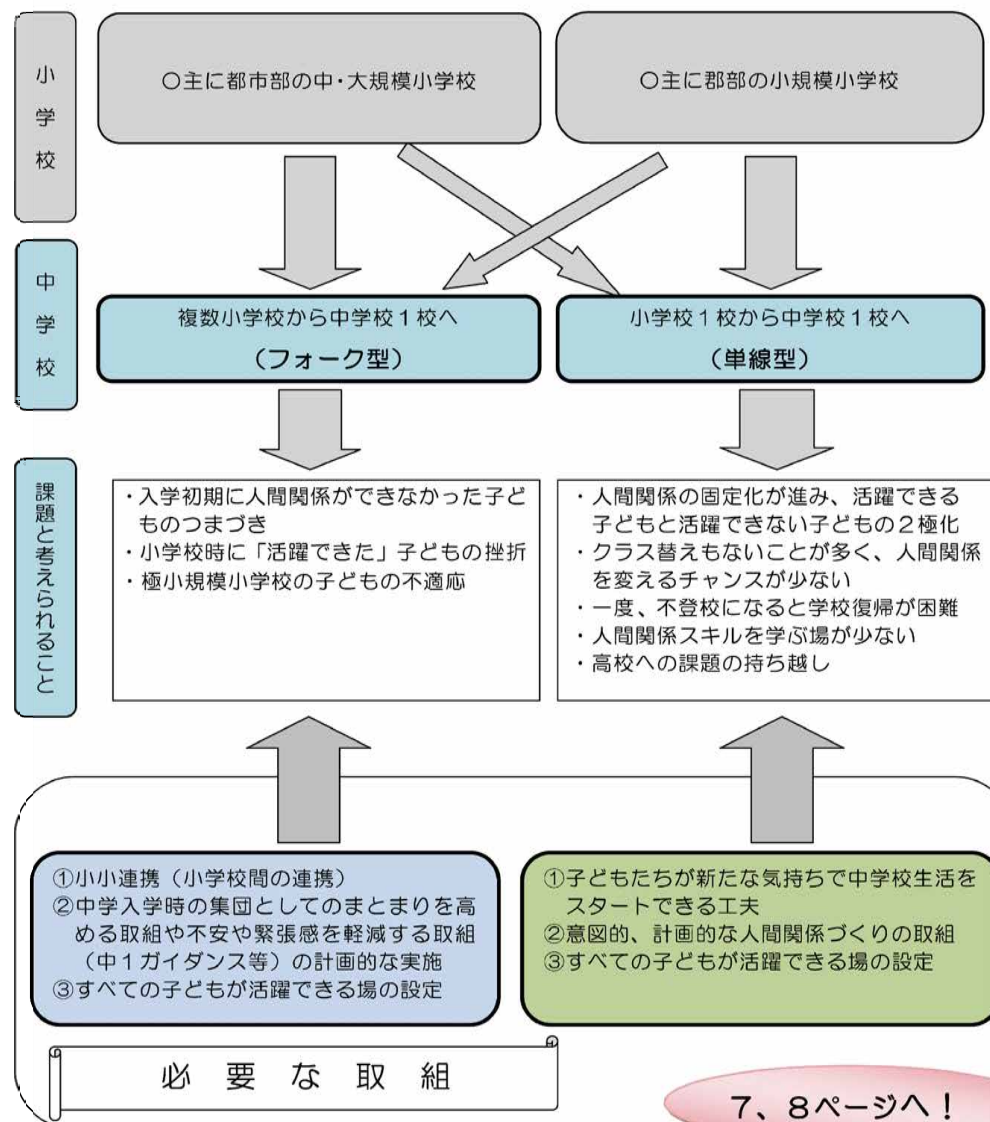 小学校
○主に都市部の中・大規模小学校
○主に郡部の小規模小学校
中学校
複数小学校から中学校1校へ
（フォーク型）
小学校1校から中学校1校へ
（単線型）
課題と考えられること
・入学初期に人間関係ができなかった子ど
ものつまづき
・小学校時に「活躍できた」子どもの挫折
・極小規模小学校の子どもの不適応
・人間関係の固定化が進み、活躍できる
子どもと活躍できない子どもの２極化
・クラス替えもないことが多く、人間関係
を変えるチャンスが少ない
・一度、不登校になると学校復帰が困難
・人間関係スキルを学ぶ場が少ない
・高校への課題の持ち越し
①小小連携（小学校間の連携）
②中学入学時の集団としてのまとまりを高
める取組や不安や緊張感を軽減する取組
（中１ガイダンス等）の計画的な実施
③すべての子どもが活躍できる場の設定
①子どもたちが新たな気持ちで中学校生活を
スタートできる工夫
②意図的、計画的な人間関係づくりの取組
③すべての子どもが活躍できる場の設定
必要な取組
７、８ページへ！